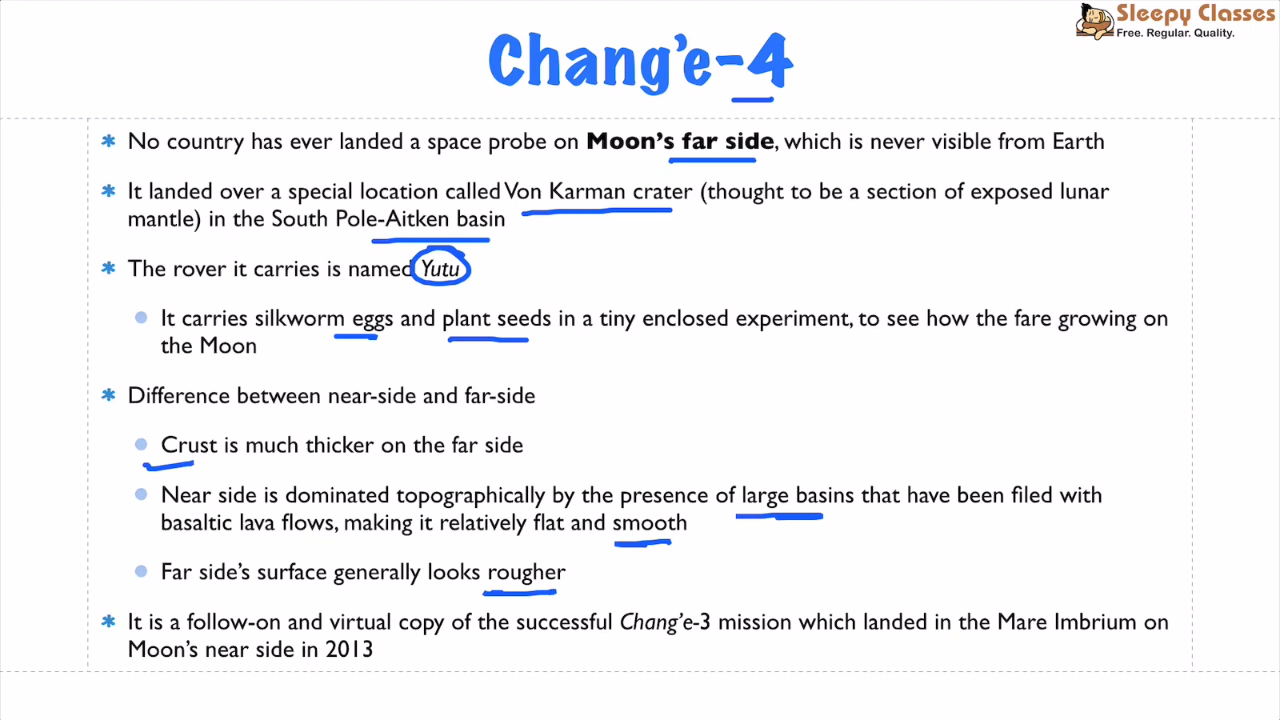 Sleepy Classes
Free. Regular. Quality.
Chang'e-4
* No country has ever landed a space probe on Moon's far side, which is never visible from Earth
* It landed over a special location called Von Karman crater (thought to be a section of exposed lunar
mantle) in the South Pole-Aitken basin
* The rover it carries is named Yutu
It carries silkworm eggs and plant seeds in a tiny enclosed experiment, to see how the fare growing on
the Moon
* Difference between near-side and far-side
Crust is much thicker on the far side
Near side is dominated topographically by the presence of large basins that have been filed with
basaltic lava flows, making it relatively flat and smooth
Far side's surface generally looks rougher
* It is a follow-on and virtual copy of the successful Chang'e-3 mission which landed in the Mare Imbrium on
Moon's near side in 2013